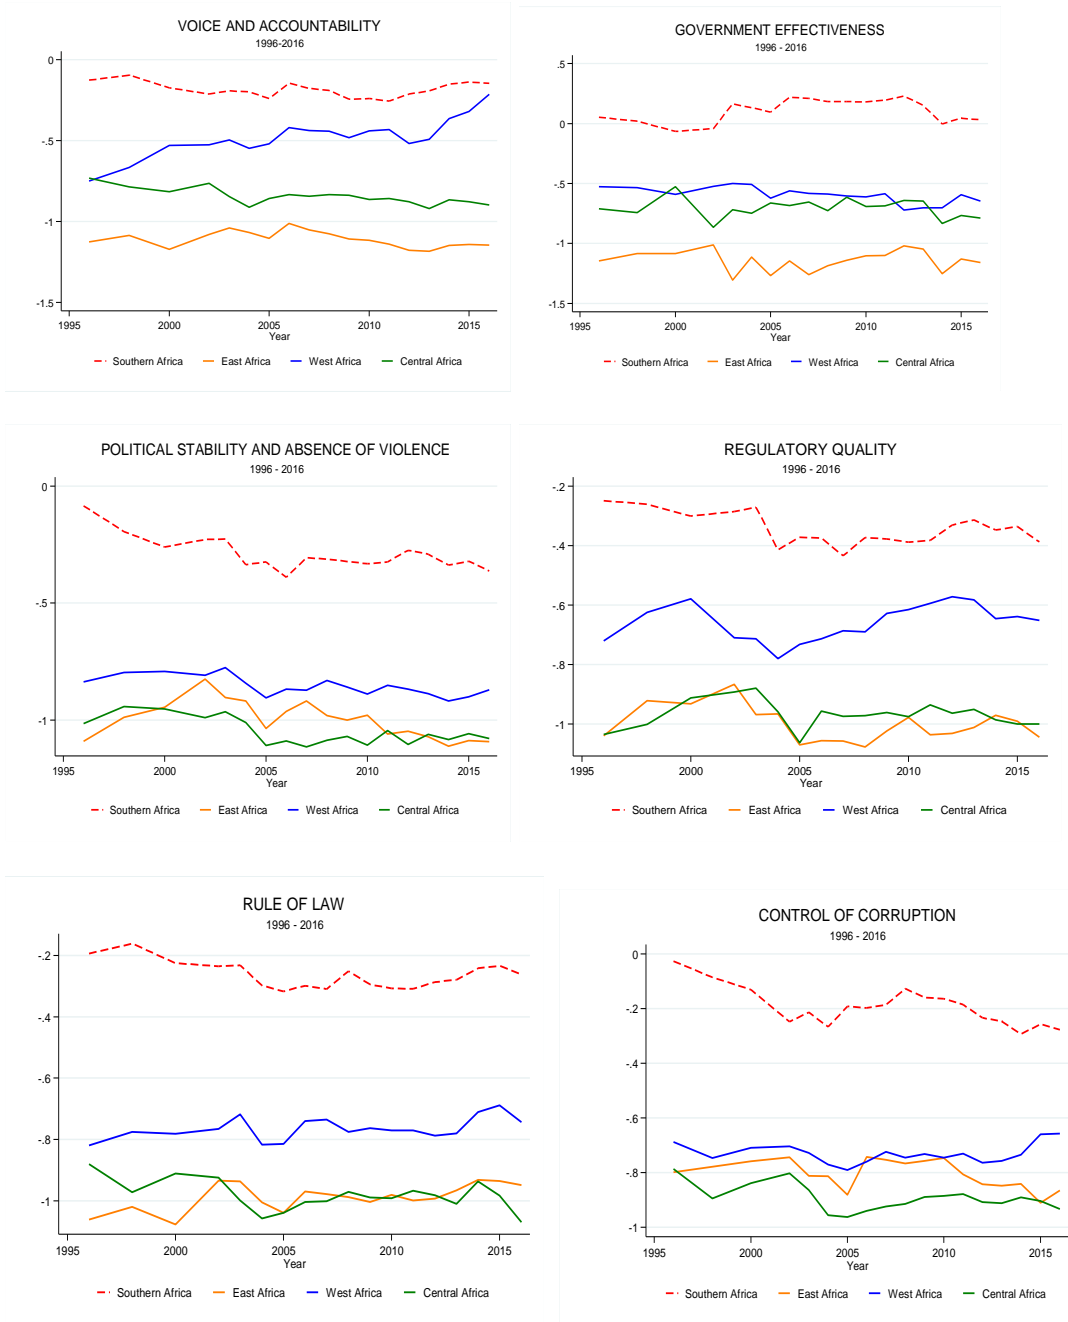 VOICE AND ACCOUNTABILITY
1996-2016
0
-.5
-1
-1.5
1995 2000 2005 2010 2015
Year
Southern Africa East Africa West Africa Central Africa
GOVERNMENT EFFECTIVENESS
1996 - 2016
.5
0
-.5
-1
-1.5
1995 2000 2005 2010 2015
Year
Southern Africa East Africa West Africa Central Africa
POLITICAL STABILITY AND ABSENCE OF VIOLENCE
1996 - 2016
0
-.5
-1
1995 2000 2005 2010 2015
Year
Southern Africa East Africa West Africa Central Africa
REGULATORY QUALITY
1996 - 2016
-.2
-.4
-.6
-.8
-1
1995 2000 2005 2010 2015
Year
Southern Africa East Africa West Africa Central Africa
RULE OF LAW
1996 - 2016
-.2
-.4
-.6
-.8
-1
1995 2000 2005 2010 2015
Year
Southern Africa East Africa West Africa Central Africa
CONTROL OF CORRUPTION
1996 - 2016
0
-.2
-.4
-.6
-.8
-1
1995 2000 2005 2010 2015
Year
Southern Africa East Africa West Africa Central Africa